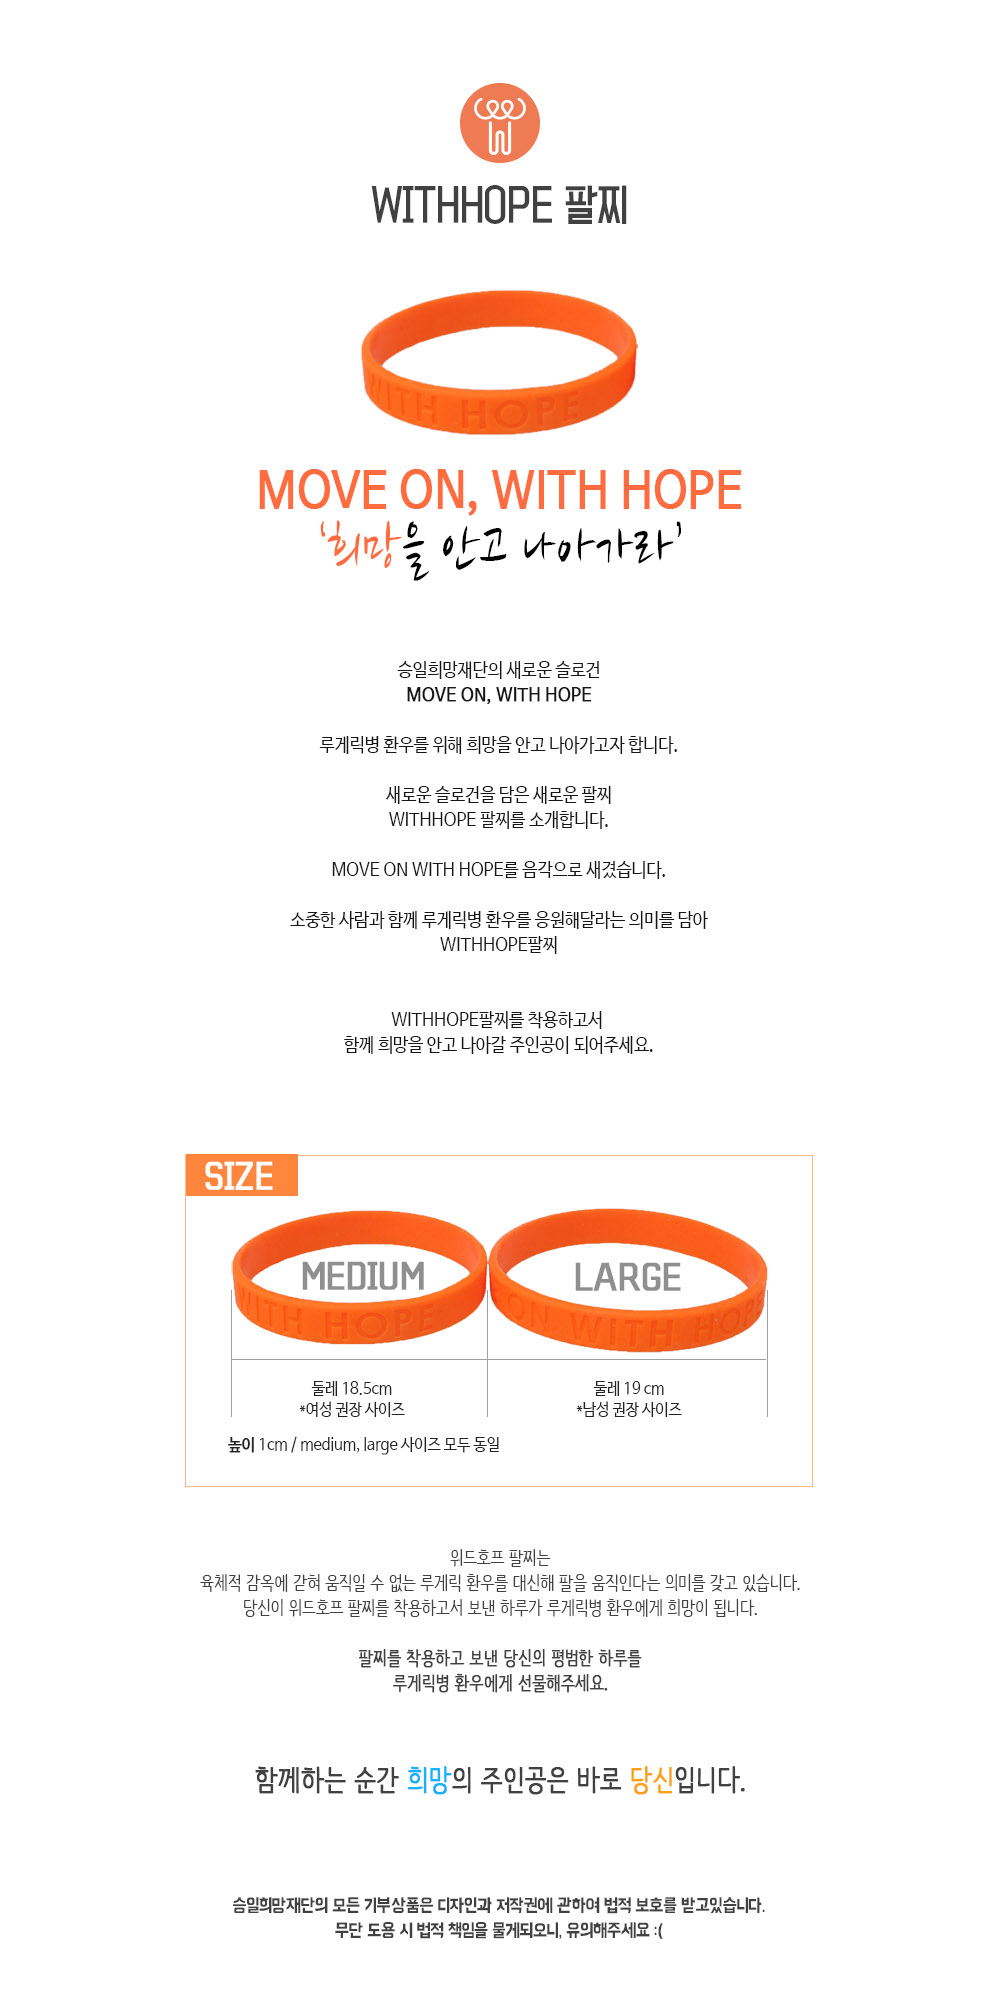 WITHHOPE 팔찌
WITH HOPE
MOVE ON, WITH HOPE
'희망을 안고 나아가라'
승일희망재단의 새로운 슬로건
MOVE ON, WITH HOPE
루게릭병 환우를 위해 희망을 안고 나아가고자 합니다.
새로운 슬로건을 담은 새로운 팔찌
WITHHOPE 팔찌를 소개합니다.
MOVE ON WITH HOPE를 음각으로 새겼습니다.
소중한 사람과 함께 루게릭병 환우를 응원해달라는 의미를 담아
WITHHOPE팔찌
WITHHOPE팔찌를 착용하고서
함께 희망을 안고 나아갈 주인공이 되어주세요.
SIZE
MEDIUM
LARGE
WITH HOPE
ON, WITH HOPE
둘레 18.5cm
둘레 19 cm
*여성 권장 사이즈
*남성 권장 사이즈
높이 1cm / medium, large 사이즈 모두 동일
위드호프 팔찌는
육체적 감옥에 갇혀 움직일 수 없는 루게릭 환우를 대신해 팔을 움직인다는 의미를 갖고 있습니다.
당신이 위드호프 팔찌를 착용하고서 보낸 하루가 루게릭병 환우에게 희망이 됩니다.
팔찌를 착용하고 보낸 당신의 평범한 하루를
루게릭병 환우에게 선물해주세요.
함께하는 순간 희망의 주인공은 바로 당신입니다.
승일희망재단의 모든 기부상품은 디자인과 저작권에 관하여 법적 보호를 받고있습니다.
무단 도용 시 법적 책임을 물게되오니, 유의해주세요 :(